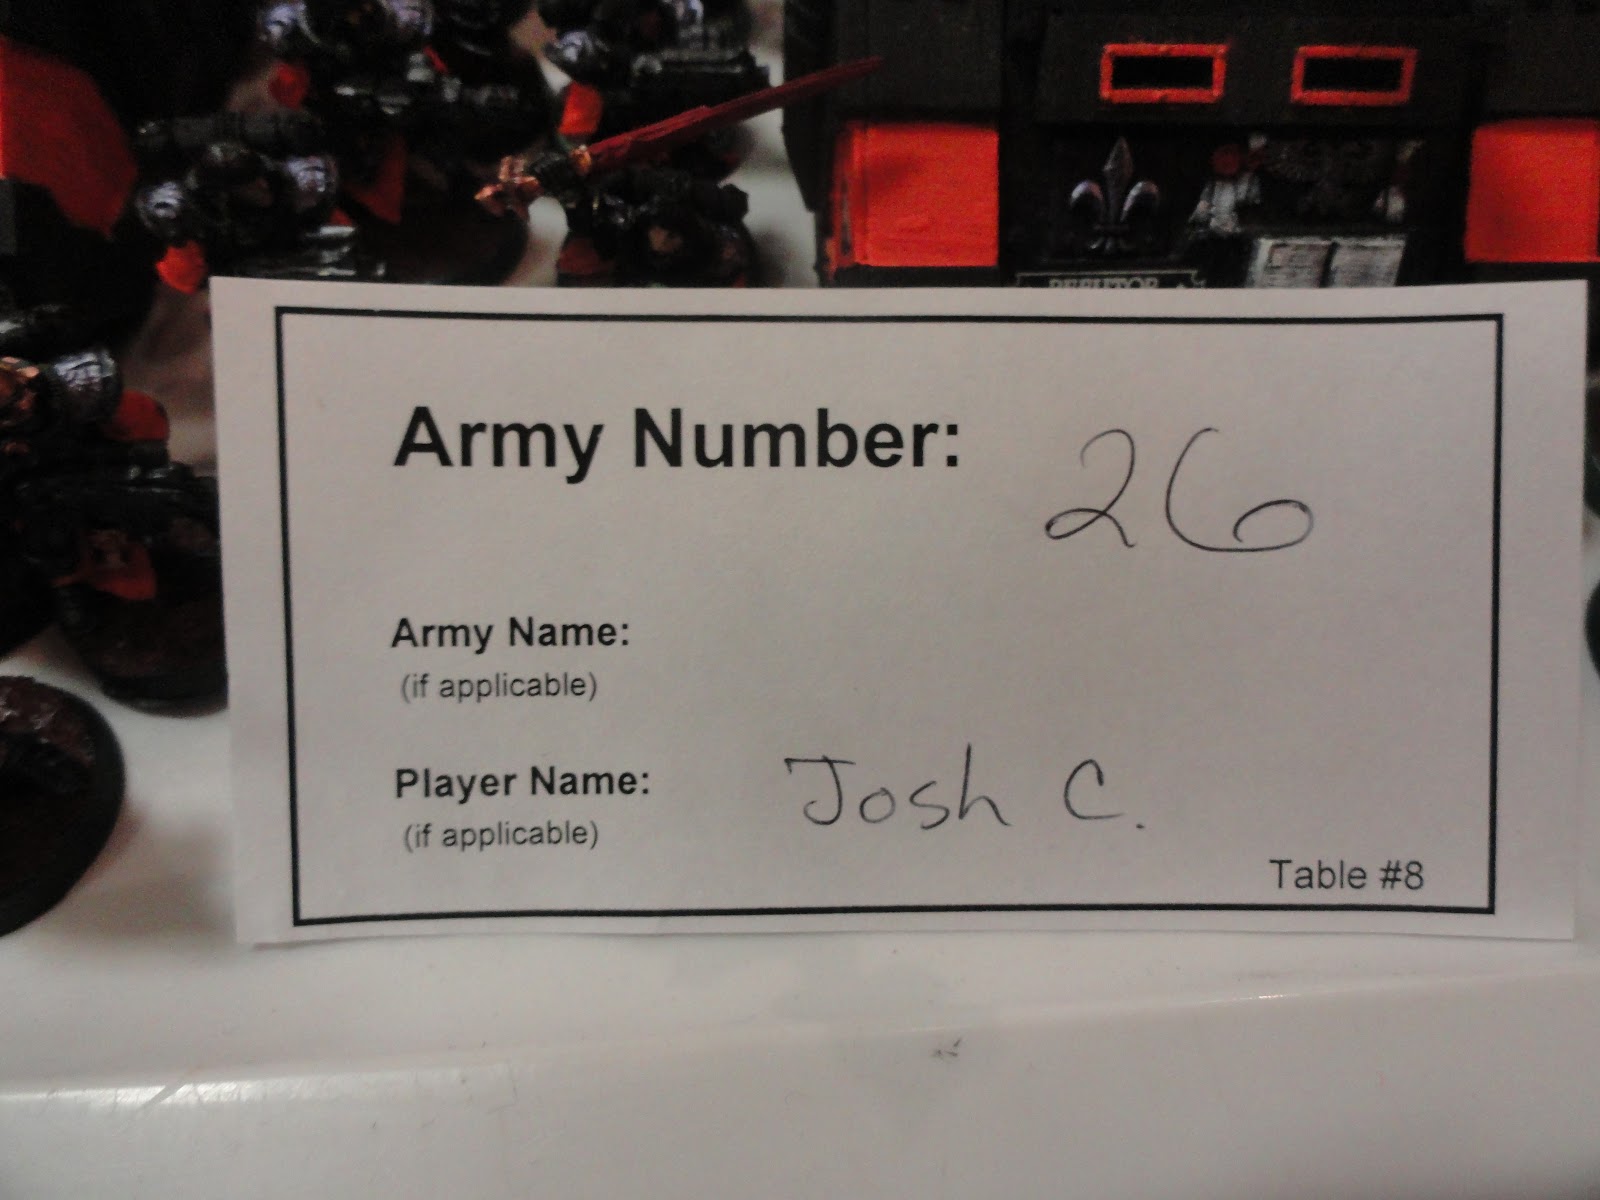 Army Number: 26
Army Name:
(if applicable)
Player Name: Josh C.
(if applicable)
Table #8